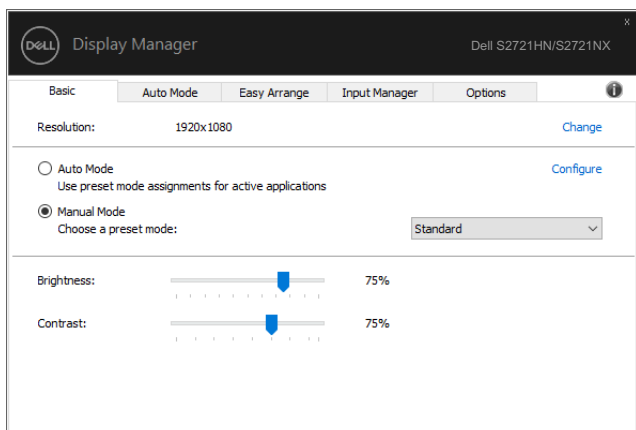 x
DELL Display Manager Dell S2721HN/S2721NX
Basic Auto Mode Easy Arrange Input Manager Options i
Resolution: 1920x1080 Change
Auto Mode Configure
Use preset mode assignments for active applications
Manual Mode
Choose a preset mode: Standard
Brightness: 75%
Contrast: 75%